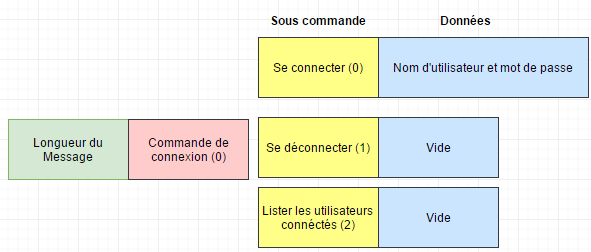 Sous commande
Données
Se connecter (0)
Nom d'utilisateur et mot de passe
Longueur du
Message
Commande de
connexion (0)
Se déconnecter (1)
Vide
Lister les utilisateurs
connéctés (2)
Vide